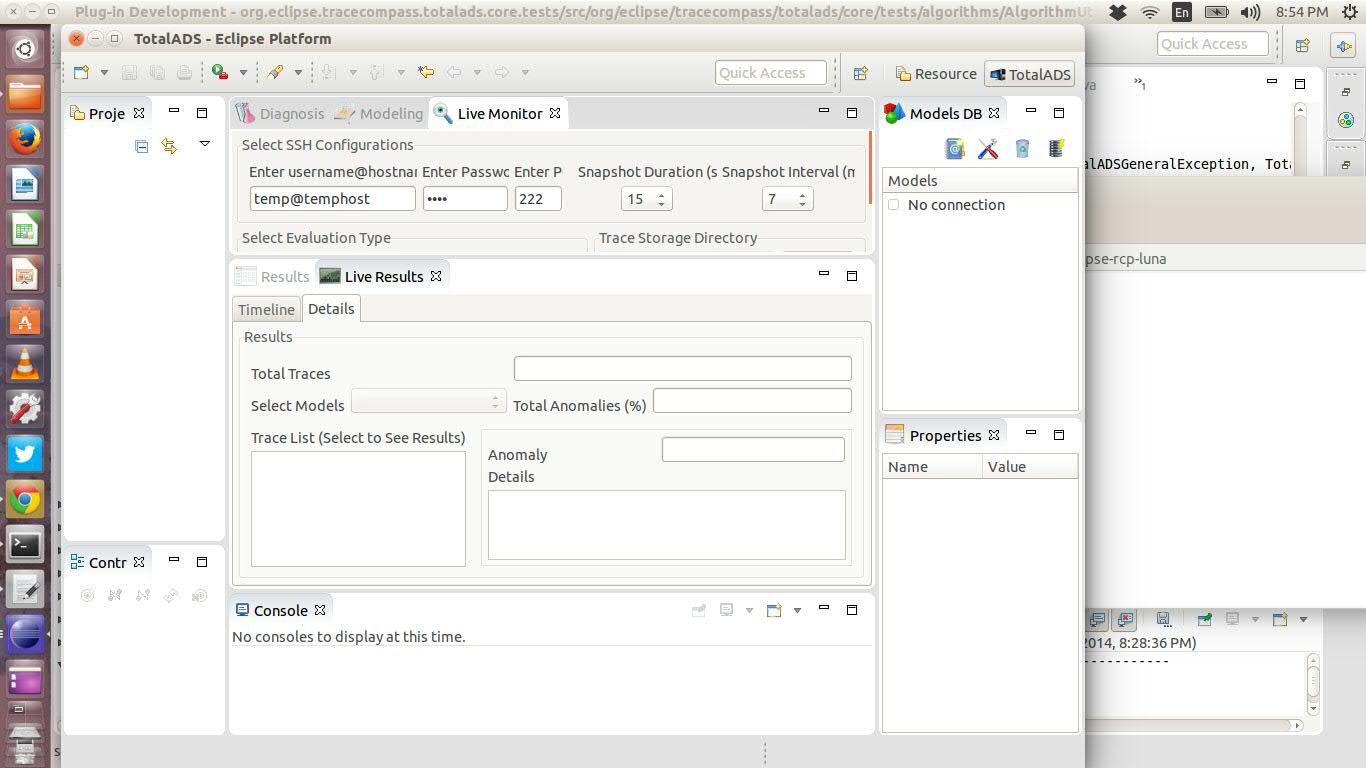 Plug-in Development - org.eclipse.tracecompass.totalads.core.tests/src/org/eclipse/tracecompass/totalads/core/tests/algorithms/AlgorithmUt
En
8:54 PM
TotalADS - Eclipse Platform
Quick Access
Quick Access
Resource
TotalADS
Proje
Diagnosis
Modeling
Live Monitor
Models DB
va
»1
Select SSH Configurations
Enter username@hostnar
Enter Passwc
Enter P
Snapshot Duration (s
Snapshot Interval (m
temp@temphost
••••
222
15
7
Select Evaluation Type
Trace Storage Directory
Models
No connection
alADSGeneralException, Tota
pse-rcp-luna
Results
Live Results
Timeline
Details
Results
Total Traces
Select Models
Total Anomalies (%)
Trace List (Select to See Results)
Anomaly
Details
Properties
Name
Value
Contr
Console
No consoles to display at this time.
2014, 8:28:36 PM)
-----------
s